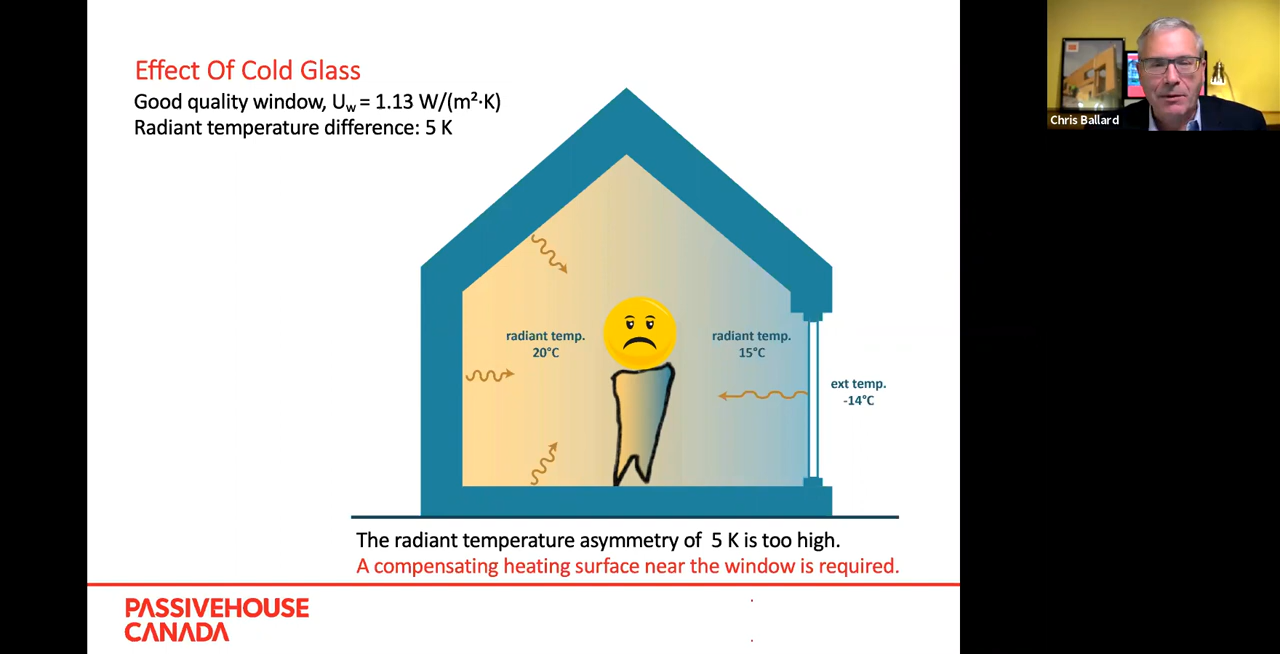 Effect Of Cold Glass
Good quality window, Uw = 1.13 W/(m²·K)
Radiant temperature difference: 5 K
Chris Ballard
radiant temp.
20°C
radiant temp.
15°C
ext temp.
-14°C
The radiant temperature asymmetry of 5 K is too high.
A compensating heating surface near the window is required.
PASSIVEHOUSE
CANADA